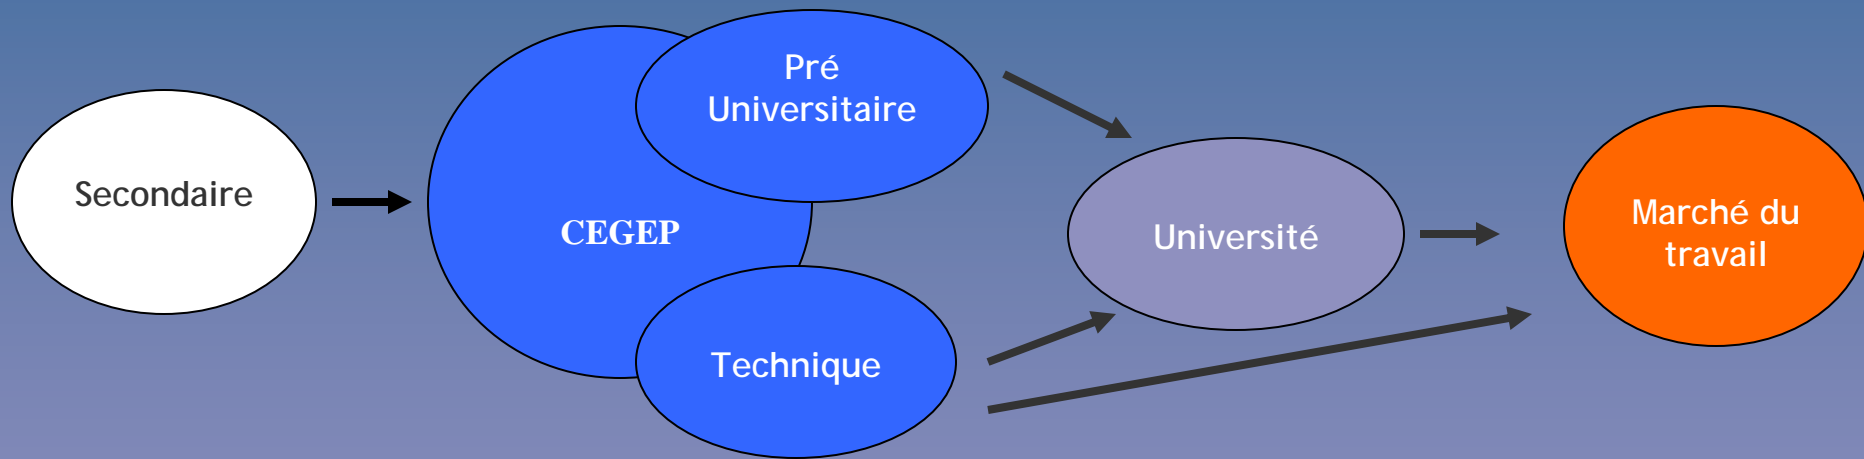 Secondaire
CEGEP
Pré
Universitaire
Technique
Université
Marché du
travail